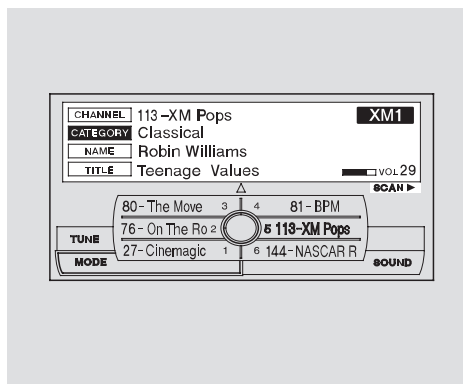 CHANNEL 113–XM Pops XM1
CATEGORY Classical
NAME Robin Williams
TITLE Teenage Values VOL 29
SCAN
80- The Move 3 4 81- BPM
TUNE 76- On The Ro 2 5 113-XM Pops
MODE 27- Cinemagic 1 6 144- NASCAR R SOUND